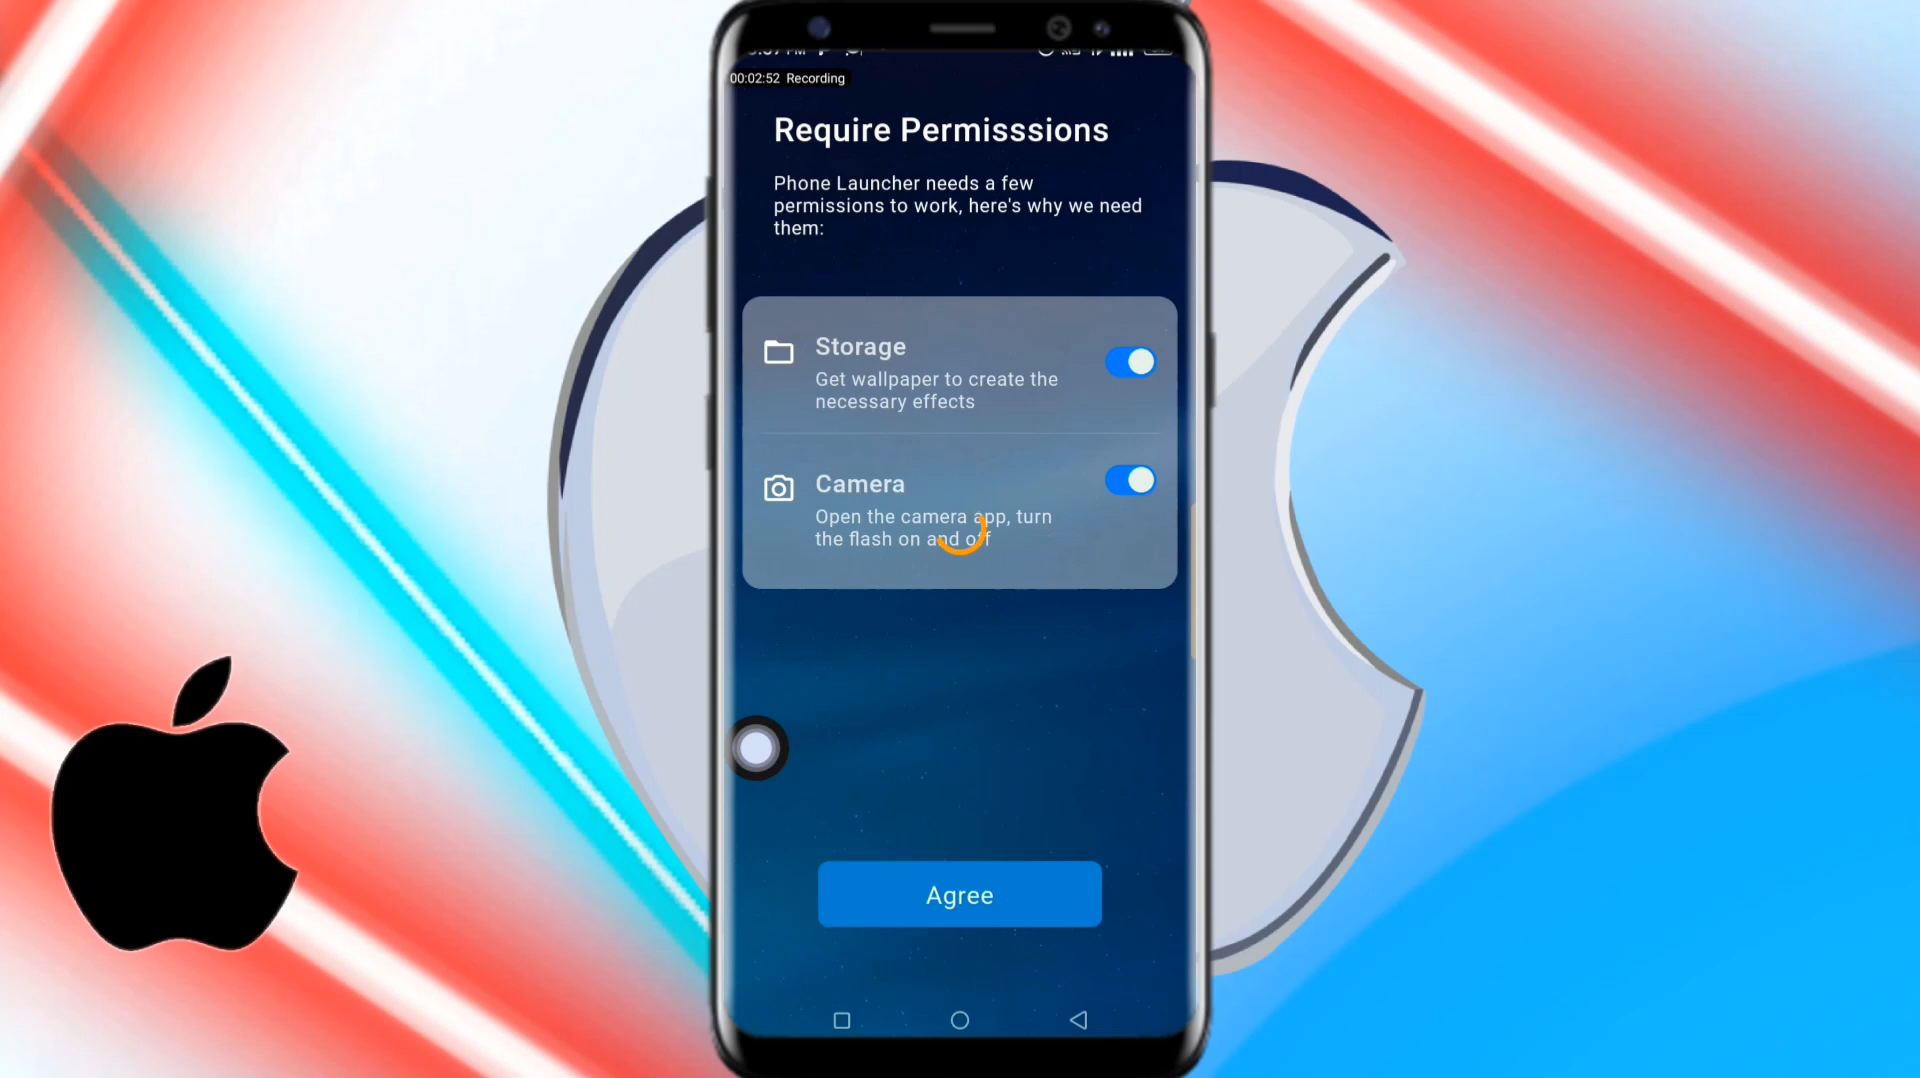 00:02:52 Recording
Require Permisssions
Phone Launcher needs a few
permissions to work, here's why we need
them:
Storage
Get wallpaper to create the
necessary effects
Camera
Open the camera app, turn
the flash on and off
Agree